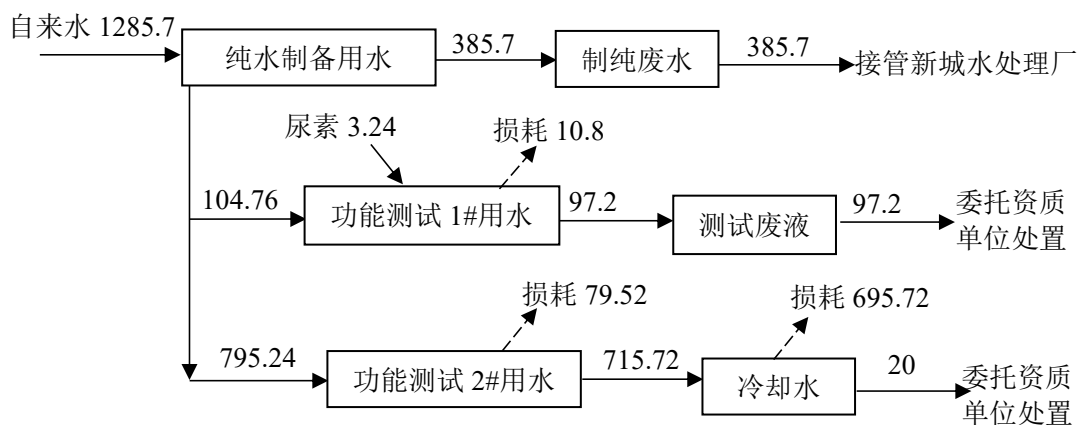 自来水 1285.7
纯水制备用水
385.7
制纯废水
385.7
接管新城水处理厂
尿素 3.24
损耗 10.8
104.76
功能测试 1#用水
97.2
测试废液
97.2
委托资质
单位处置
损耗 79.52
损耗 695.72
795.24
功能测试 2#用水
715.72
冷却水
20
委托资质
单位处置